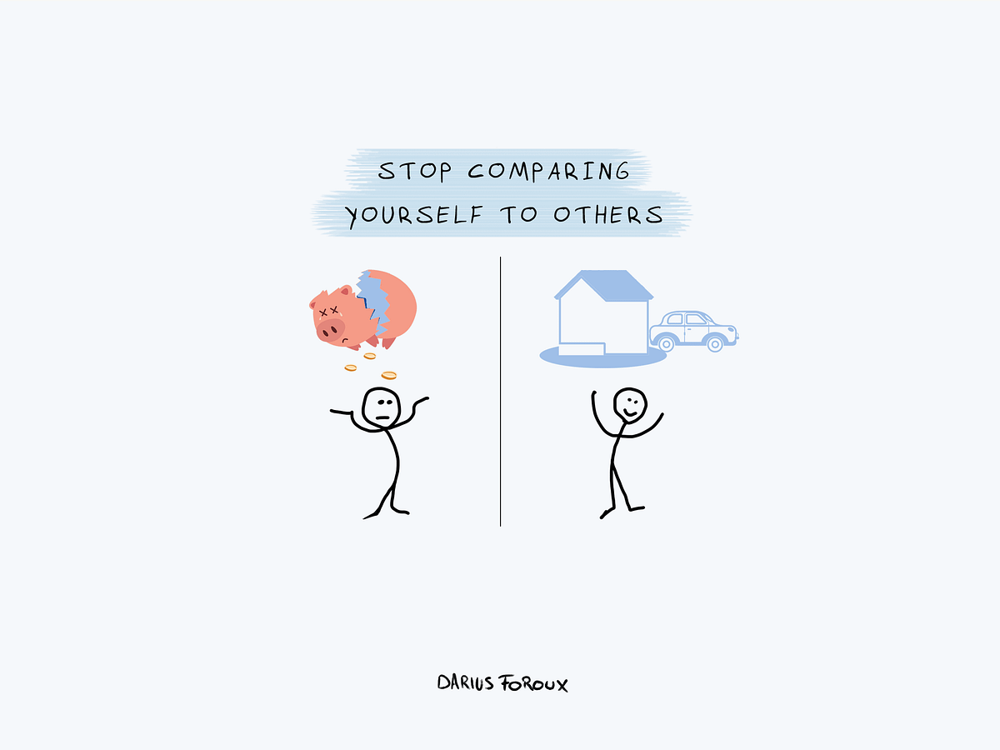 STOP COMPARING
YOURSELF TO OTHERS
DARIUS FOROUX